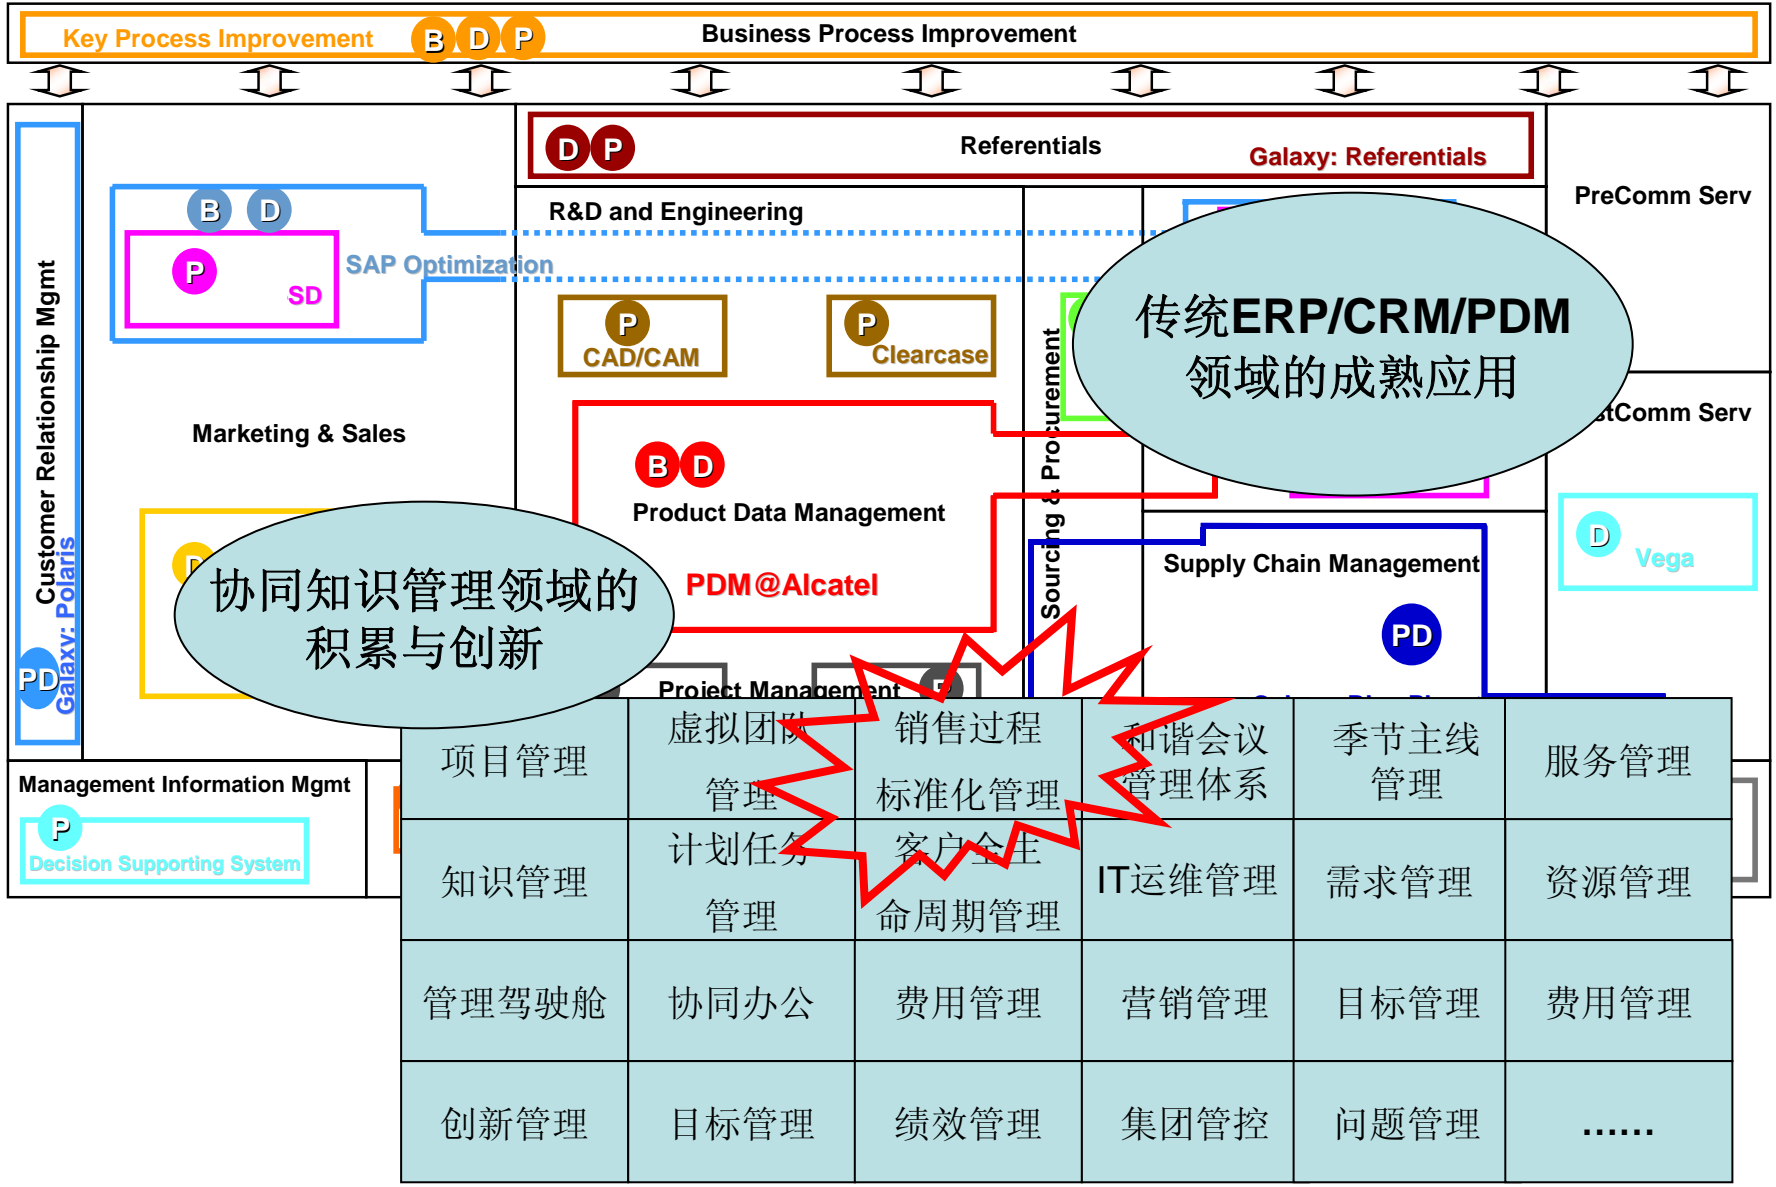 Key Process Improvement
B D P
Business Process Improvement
D P
Referentials
Galaxy: Referentials
PreComm Serv
Customer Relationship Mgmt
Galaxy: Polaris
PD
B D
P
SD
SAP Optimization
Marketing & Sales
R&D and Engineering
P
CAD/CAM
P
Clearcase
B D
Product Data Management
PDM@Alcatel
Project Management
Sourcing & Procurement
传统ERP/CRM/PDM
领域的成熟应用
stComm Serv
D
Vega
Supply Chain Management
PD
协同知识管理领域的
积累与创新
Management Information Mgmt
P
Decision Supporting System
项目管理
虚拟团队
管理
销售过程
标准化管理
和谐会议
管理体系
季节主线
管理
服务管理
知识管理
计划任务
管理
客户全生
命周期管理
IT运维管理
需求管理
资源管理
管理驾驶舱
协同办公
费用管理
营销管理
目标管理
费用管理
创新管理
目标管理
绩效管理
集团管控
问题管理
……